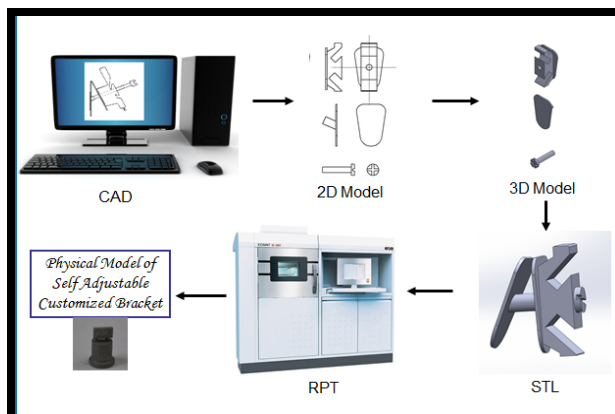 CAD
2D Model
3D Model
Physical Model of
Self Adjustable
Customized Bracket
RPT
STL